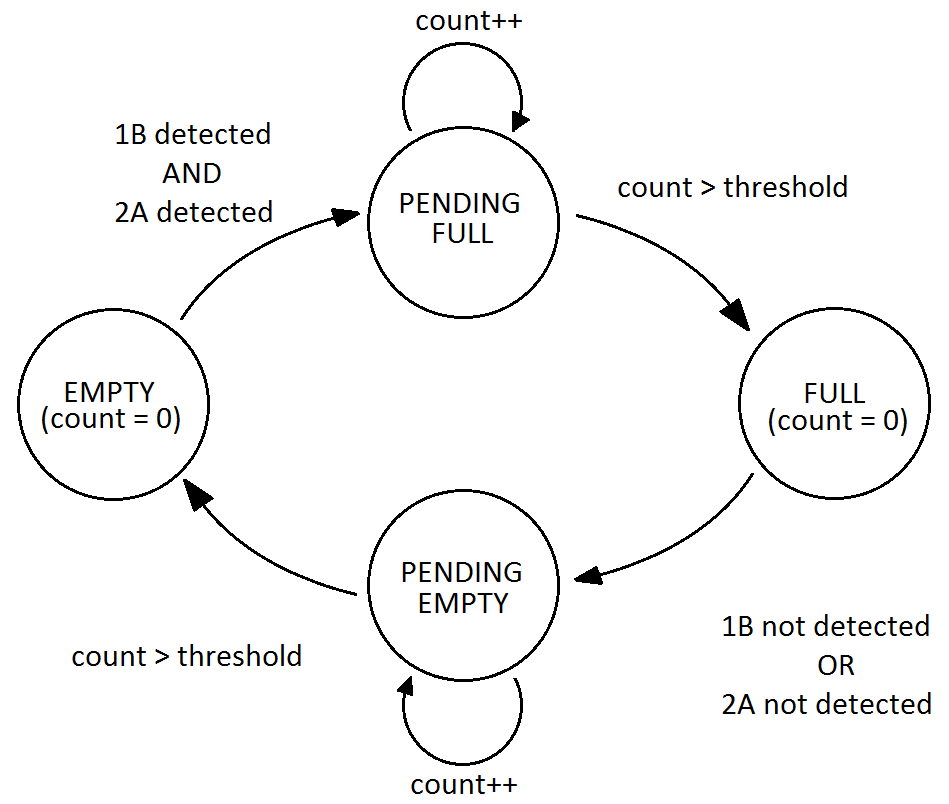 count++
1B detected
AND
2A detected
PENDING
FULL
count > threshold
EMPTY
(count = 0)
FULL
(count = 0)
PENDING
EMPTY
count > threshold
1B not detected
OR
2A not detected
count++